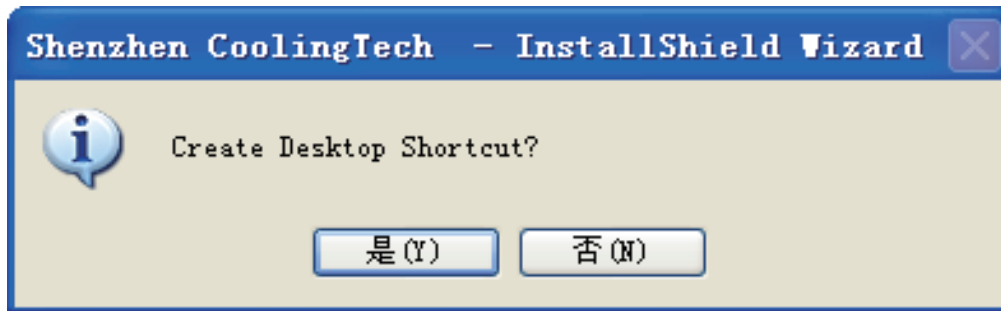 Shenzhen CoolingTech - InstallShield Wizard
Create Desktop Shortcut?
是(Y) 否(N)